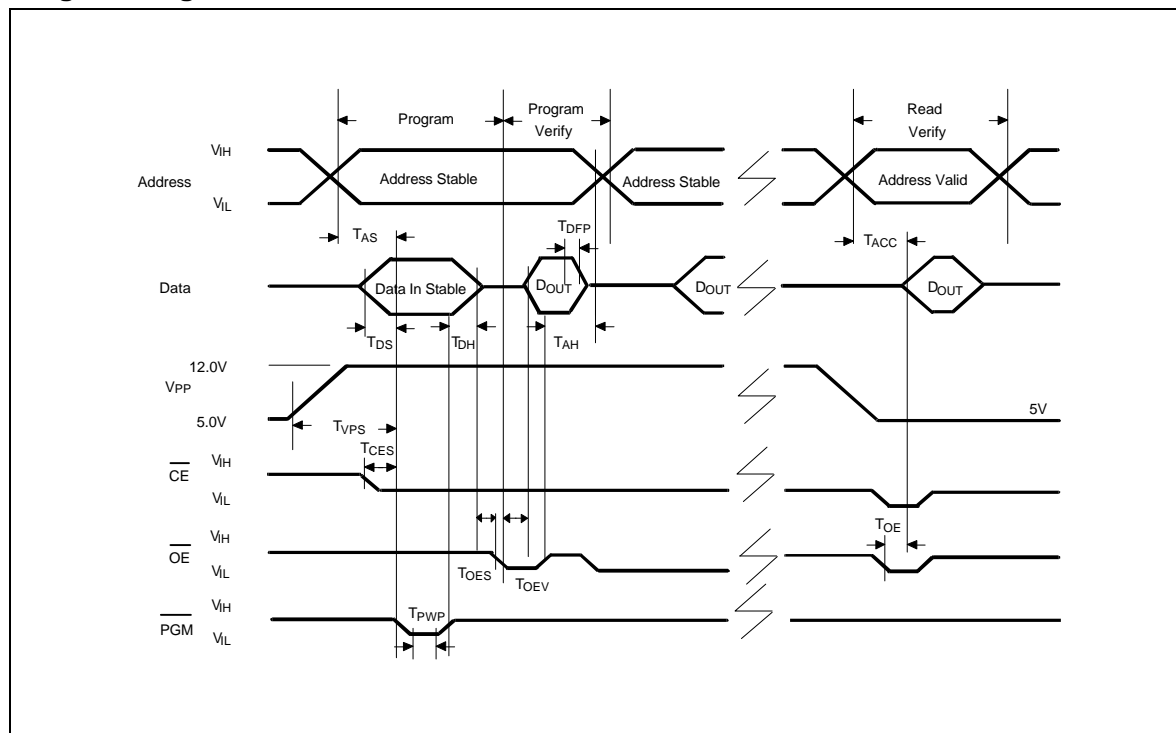 Program
Program
Verify
Read
Verify
VIH
Address
VIL
Address Stable
Address Stable
Address Valid
TAS
TDFP
TACC
Data
Data In Stable
DOUT
DOUT
DOUT
TDS
TDH
TAH
12.0V
VPP
5.0V
5V
TVPS
TCES
VIH
CE
VIL
VIH
OE
VIL
TOES
TOEV
TOE
VIH
PGM
VIL
TPWP